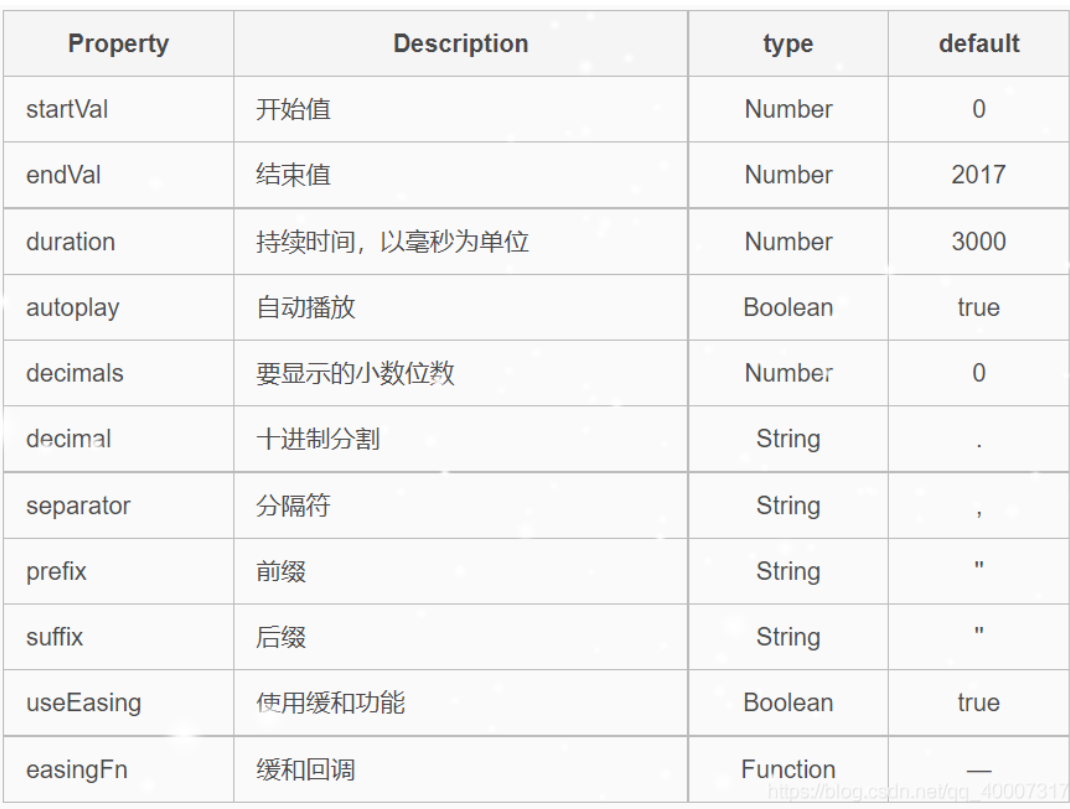 Property Description type default
startVal 开始值 Number 0
endVal 结束值 Number 2017
duration 持续时间，以毫秒为单位 Number 3000
autoplay 自动播放 Boolean true
decimals 要显示的小数位数 Number 0
decimal 十进制分割 String .
separator 分隔符 String ,
prefix 前缀 String "
suffix 后缀 String "
useEasing 使用缓和功能 Boolean true
easingFn 缓和回调 Function —
https://blog.csdn.net/qq_40007317